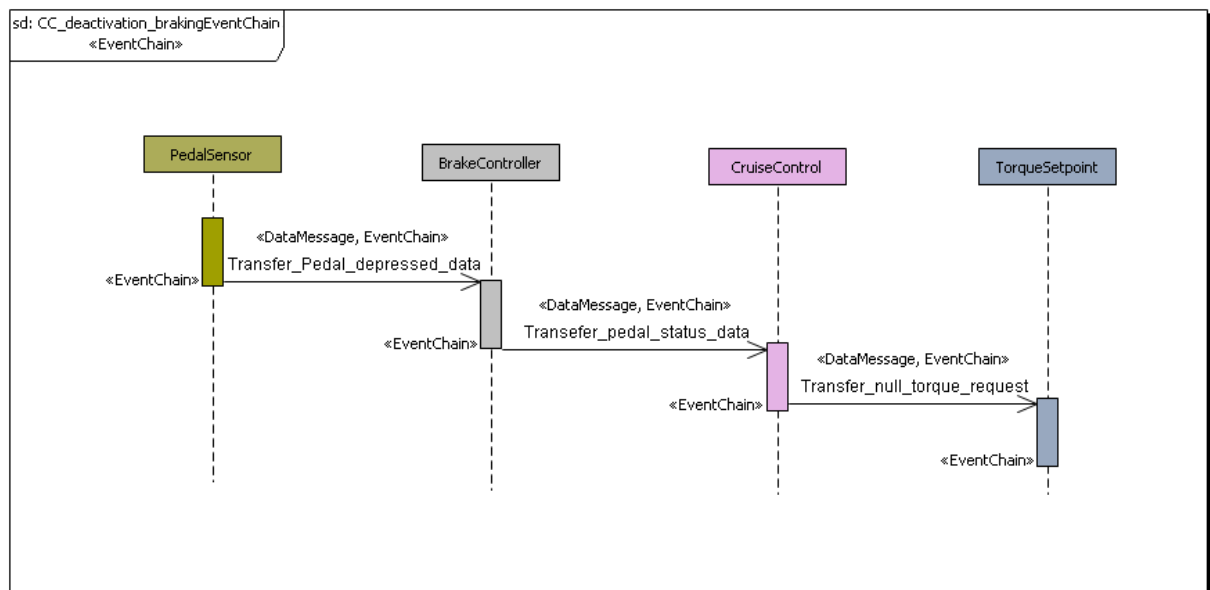 sd: CC_deactivation_brakingEventChain
«EventChain»
PedalSensor
BrakeController
CruiseControl
TorqueSetpoint
«DataMessage, EventChain»
Transfer_Pedal_depressed_data
«EventChain»
«DataMessage, EventChain»
Transefer_pedal_status_data
«EventChain»
«DataMessage, EventChain»
Transfer_null_torque_request
«EventChain»
«EventChain»